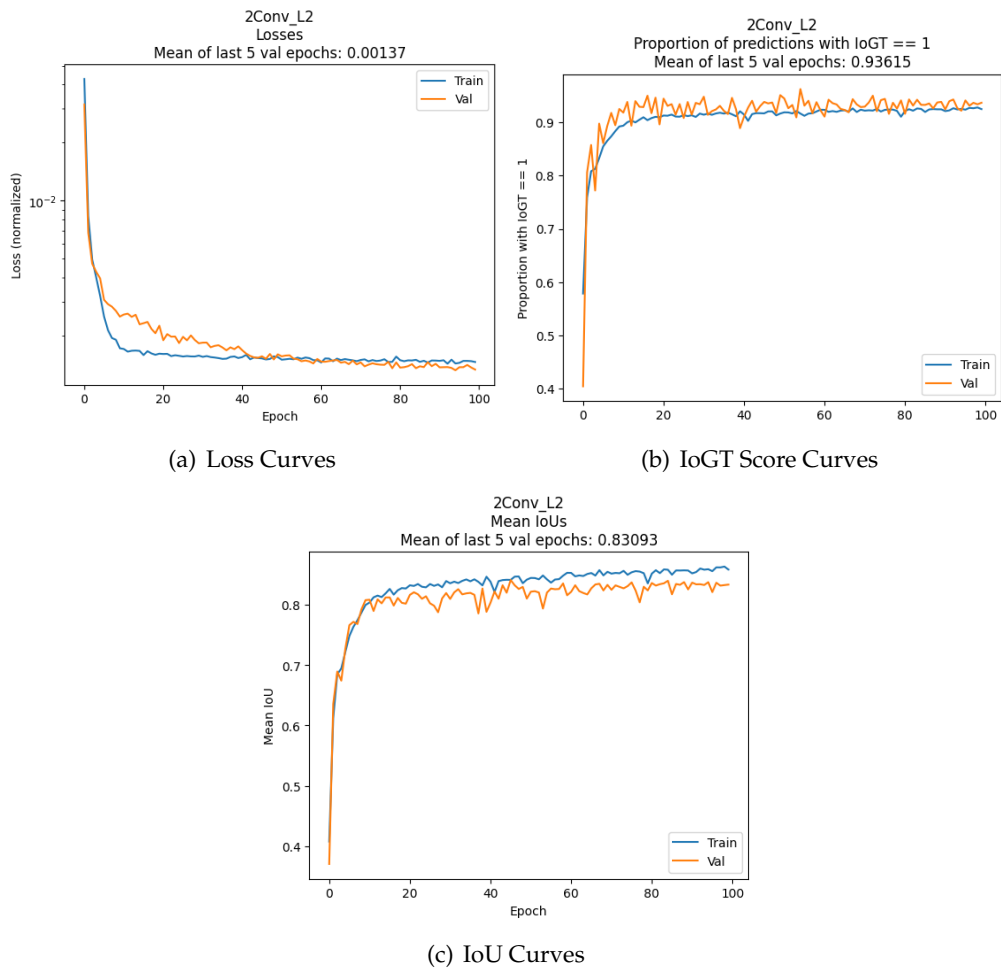 2Conv_L2
Losses
Mean of last 5 val epochs: 0.00137
Train
Val
Loss (normalized)
10⁻²
0 20 40 60 80 100
Epoch
(a) Loss Curves
2Conv_L2
Proportion of predictions with IoGT == 1
Mean of last 5 val epochs: 0.93615
Proportion with IoGT == 1
0.9
0.8
0.7
0.6
0.5
0.4
Train
Val
0 20 40 60 80 100
(b) IoGT Score Curves
2Conv_L2
Mean IoUs
Mean of last 5 val epochs: 0.83093
Mean IoU
0.8
0.7
0.6
0.5
0.4
Train
Val
0 20 40 60 80 100
Epoch
(c) IoU Curves